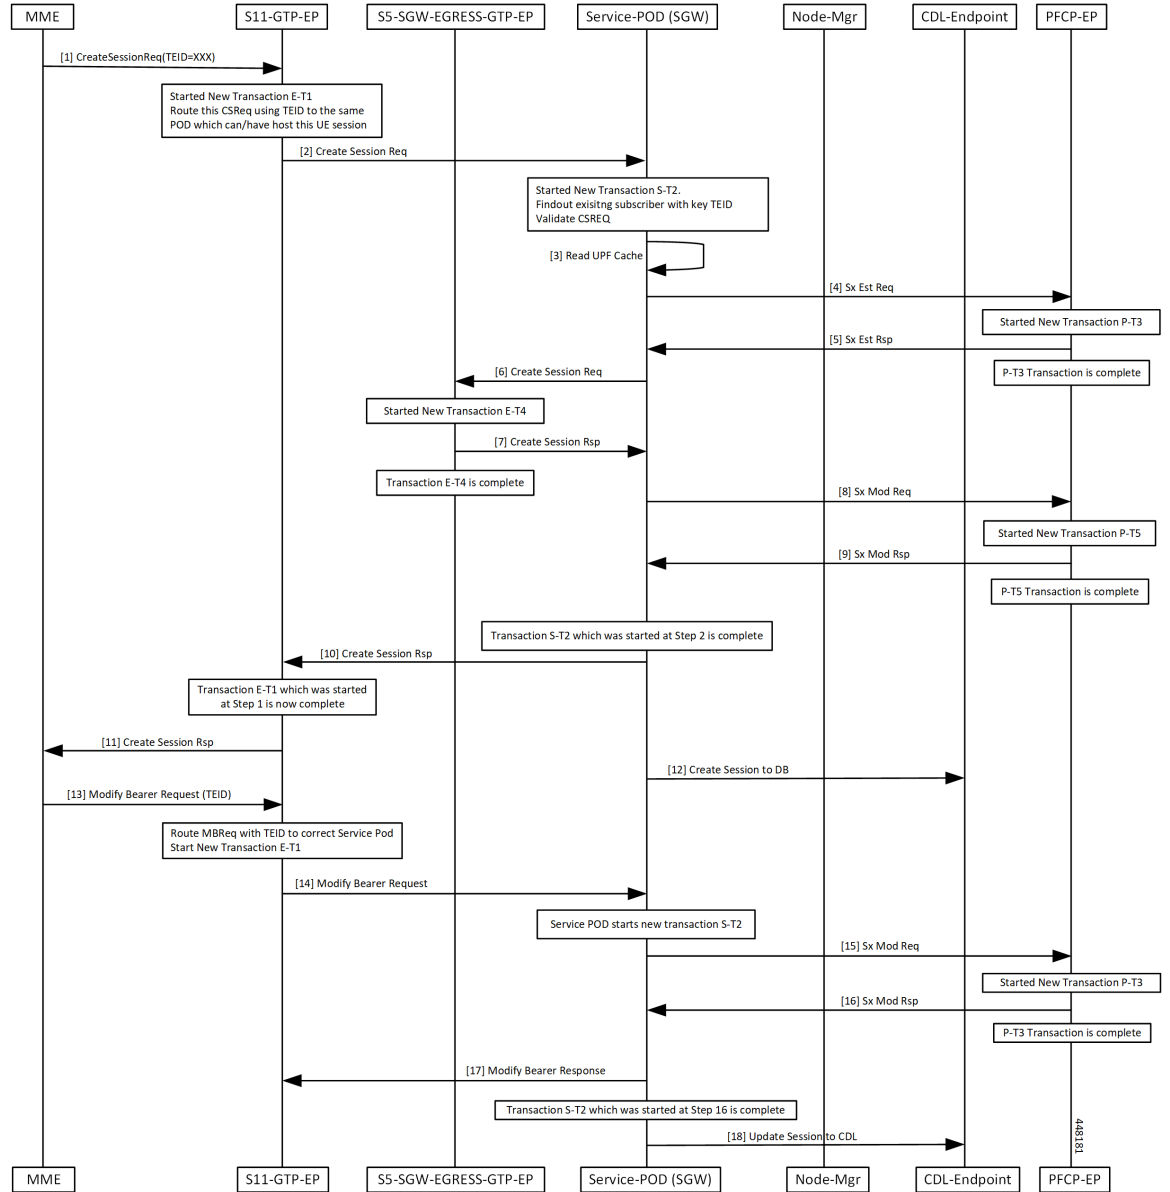 MME
S11-GTP-EP
S5-SGW-EGRESS-GTP-EP
Service-POD (SGW)
Node-Mgr
CDL-Endpoint
PFCP-EP
[1] CreateSessionReq(TEID=XXX)
Started New Transaction E-T1
Route this CSReq using TEID to the same
POD which can/have host this UE session
[2] Create Session Req
Started New Transaction S-T2.
Findout exisitng subscriber with key TEID
Validate CSREQ
[3] Read UPF Cache
[4] Sx Est Req
Started New Transaction P-T3
[5] Sx Est Rsp
P-T3 Transaction is complete
[6] Create Session Req
Started New Transaction E-T4
[7] Create Session Rsp
Transaction E-T4 is complete
[8] Sx Mod Req
Started New Transaction P-T5
[9] Sx Mod Rsp
P-T5 Transaction is complete
Transaction S-T2 which was started at Step 2 is complete
[10] Create Session Rsp
Transaction E-T1 which was started
at Step 1 is now complete
[11] Create Session Rsp
[12] Create Session to DB
[13] Modify Bearer Request (TEID)
Route MBReq with TEID to correct Service Pod
Start New Transaction E-T1
[14] Modify Bearer Request
Service POD starts new transaction S-T2
[15] Sx Mod Req
Started New Transaction P-T3
[16] Sx Mod Rsp
P-T3 Transaction is complete
[17] Modify Bearer Response
Transaction S-T2 which was started at Step 16 is complete
[18] Update Session to CDL
448181
MME
S11-GTP-EP
S5-SGW-EGRESS-GTP-EP
Service-POD (SGW)
Node-Mgr
CDL-Endpoint
PFCP-EP